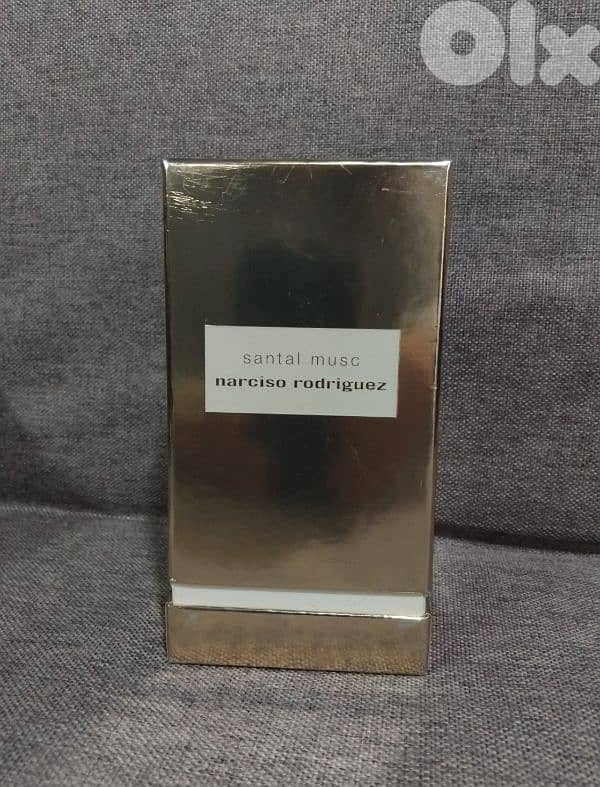 Olx
santal musc
narciso rodriguez